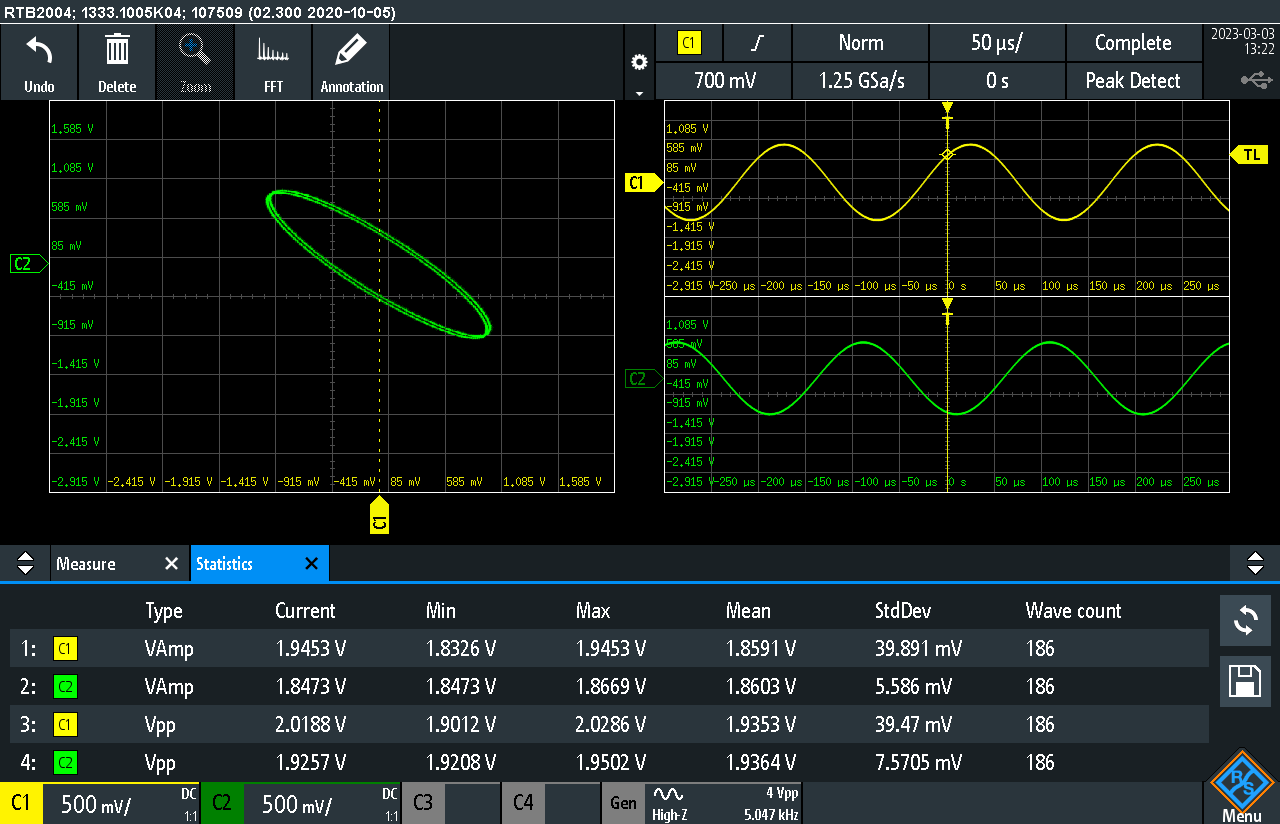 RTB2004; 1333.1005K04; 107509 (02.300 2020-10-05)
Undo Delete Zoom FFT Annotation
C1 Norm 50 µs/ Complete
700 mV 1.25 GSa/s 0 s Peak Detect
2023-03-03
13:22
1.585 V
1.085 V
585 mV
85 mV
-415 mV
-915 mV
-1.415 V
-1.915 V
-2.415 V
-2.915 V -2.415 V -1.915 V -1.415 V -915 mV -415 mV 85 mV 585 mV 1.085 V 1.585 V
C2
C1
T
1.085 V
585 mV
85 mV
-415 mV
-915 mV
-1.415 V
-1.915 V
-2.415 V
-2.915 V -250 µs -200 µs -150 µs -100 µs -50 µs 0 s 50 µs 100 µs 150 µs 200 µs 250 µs
C1
TL
T
1.085 V
585 mV
85 mV
-415 mV
-915 mV
-1.415 V
-1.915 V
-2.415 V
-2.915 V -250 µs -200 µs -150 µs -100 µs -50 µs 0 s 50 µs 100 µs 150 µs 200 µs 250 µs
C2
Measure Statistics
Type Current Min Max Mean StdDev Wave count
1: C1 VAmp 1.9453 V 1.8326 V 1.9453 V 1.8591 V 39.891 mV 186
2: C2 VAmp 1.8473 V 1.8473 V 1.8669 V 1.8603 V 5.586 mV 186
3: C1 Vpp 2.0188 V 1.9012 V 2.0286 V 1.9353 V 39.47 mV 186
4: C2 Vpp 1.9257 V 1.9208 V 1.9502 V 1.9364 V 7.5705 mV 186
C1 500 mV/ DC 1:1 C2 500 mV/ DC 1:1 C3 C4 Gen High-Z 4 Vpp 5.047 kHz
R S
Menu